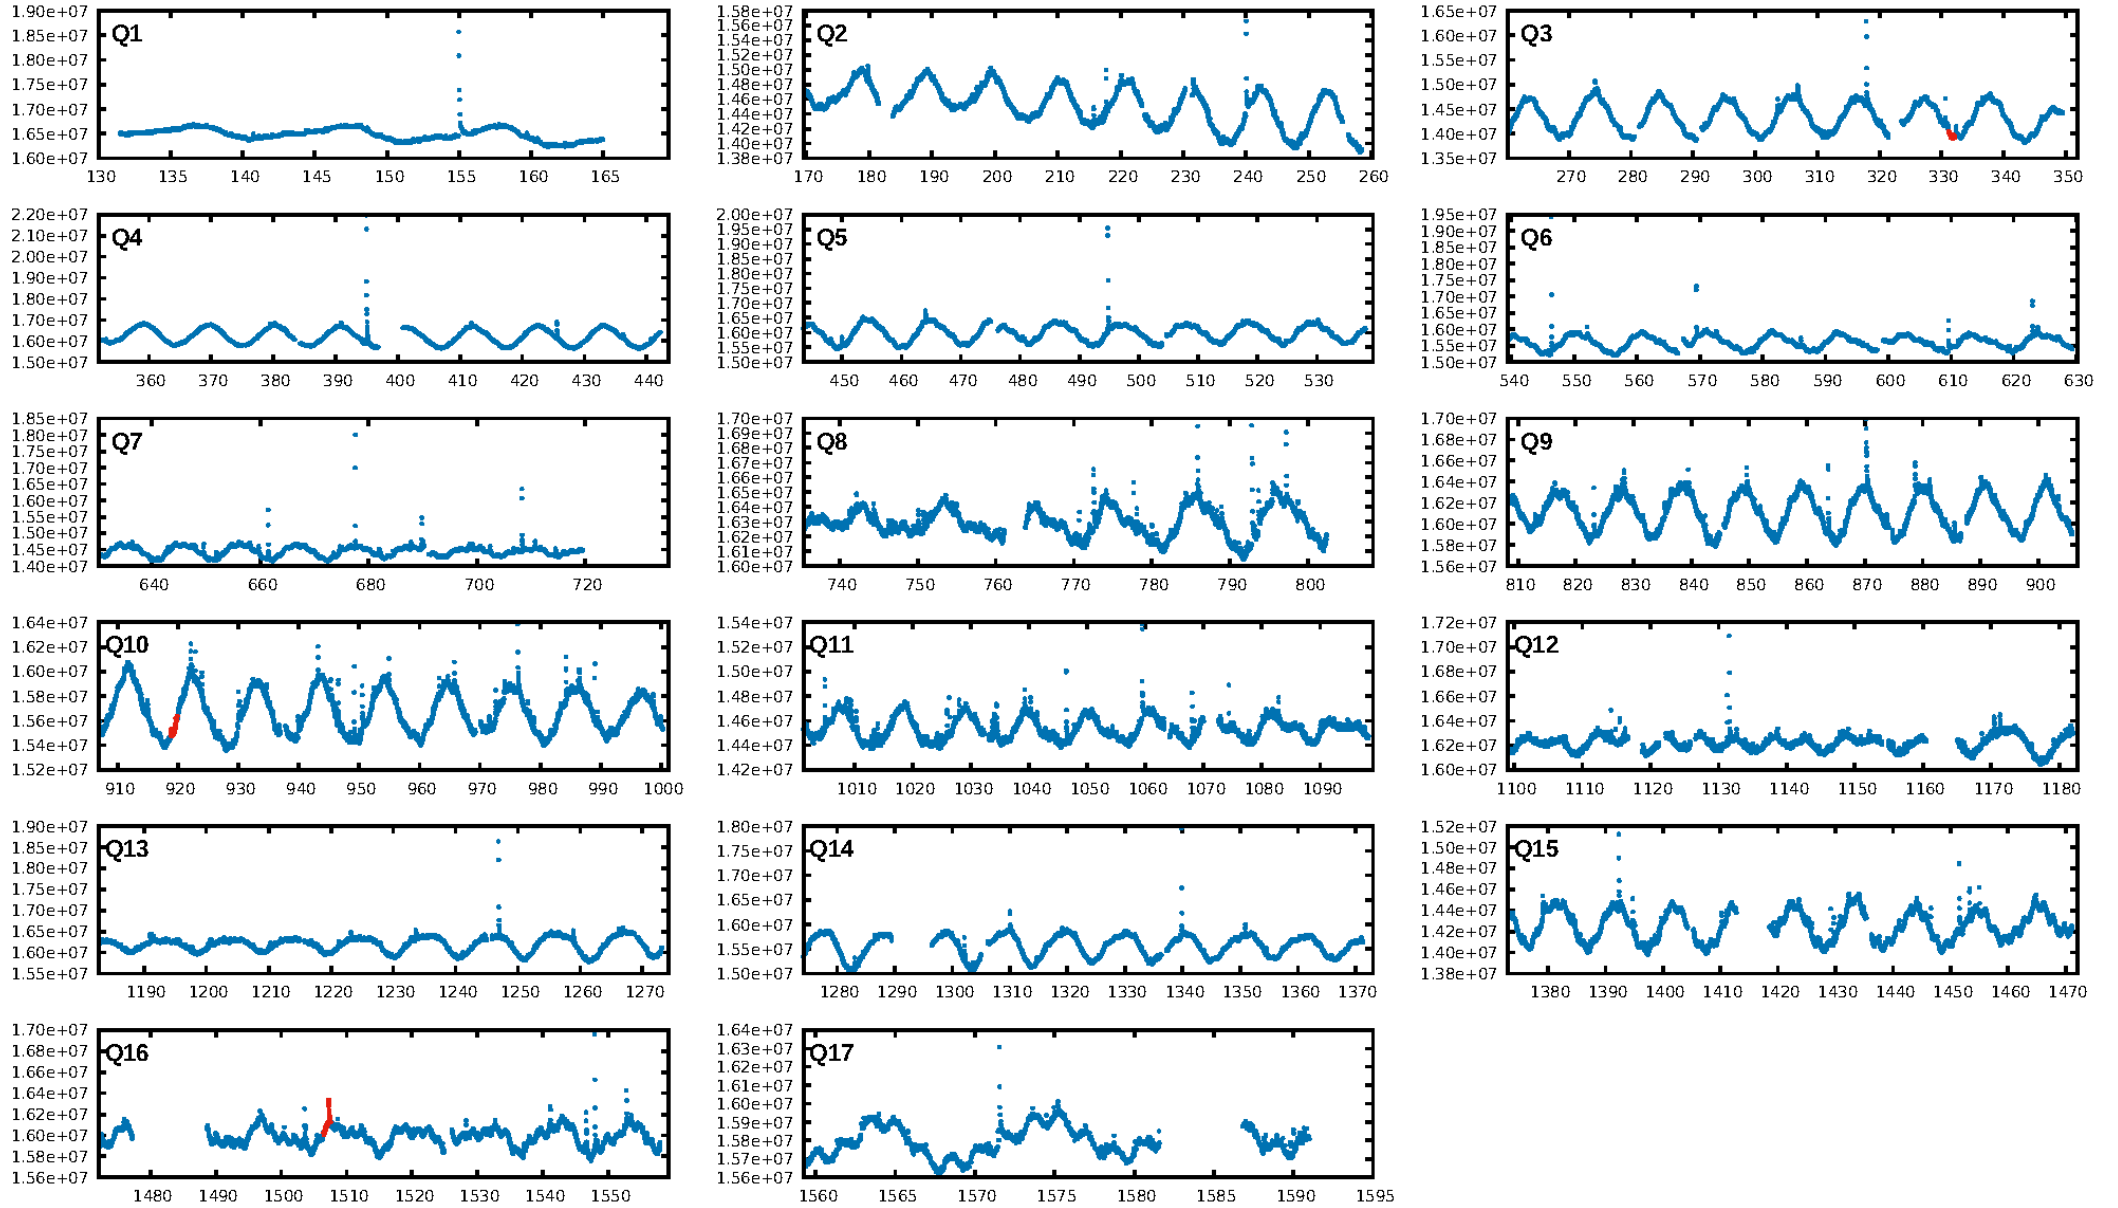 1.90e+07
Q1
1.85e+07
1.80e+07
1.75e+07
1.70e+07
1.65e+07
1.60e+07
130 135 140 145 150 155 160 165
1.58e+07
1.56e+07
Q2
1.54e+07
1.52e+07
1.50e+07
1.48e+07
1.46e+07
1.44e+07
1.42e+07
1.40e+07
1.38e+07
170 180 190 200 210 220 230 240 250 260
1.65e+07
Q3
1.60e+07
1.55e+07
1.50e+07
1.45e+07
1.40e+07
1.35e+07
270 280 290 300 310 320 330 340 350
2.20e+07
Q4
2.10e+07
2.00e+07
1.90e+07
1.80e+07
1.70e+07
1.60e+07
1.50e+07
360 370 380 390 400 410 420 430 440
2.00e+07
Q5
1.95e+07
1.90e+07
1.85e+07
1.80e+07
1.75e+07
1.70e+07
1.65e+07
1.60e+07
1.55e+07
1.50e+07
450 460 470 480 490 500 510 520 530
1.95e+07
Q6
1.90e+07
1.85e+07
1.80e+07
1.75e+07
1.70e+07
1.65e+07
1.60e+07
1.55e+07
1.50e+07
540 550 560 570 580 590 600 610 620 630
1.85e+07
Q7
1.80e+07
1.75e+07
1.70e+07
1.65e+07
1.60e+07
1.55e+07
1.50e+07
1.45e+07
1.40e+07
640 660 680 700 720
1.70e+07
Q8
1.69e+07
1.68e+07
1.67e+07
1.66e+07
1.65e+07
1.64e+07
1.63e+07
1.62e+07
1.61e+07
1.60e+07
740 750 760 770 780 790 800
1.70e+07
Q9
1.68e+07
1.66e+07
1.64e+07
1.62e+07
1.60e+07
1.58e+07
1.56e+07
810 820 830 840 850 860 870 880 890 900
1.64e+07
Q10
1.62e+07
1.60e+07
1.58e+07
1.56e+07
1.54e+07
1.52e+07
910 920 930 940 950 960 970 980 990 1000
1.54e+07
Q11
1.52e+07
1.50e+07
1.48e+07
1.46e+07
1.44e+07
1.42e+07
1010 1020 1030 1040 1050 1060 1070 1080 1090
1.72e+07
Q12
1.70e+07
1.68e+07
1.66e+07
1.64e+07
1.62e+07
1.60e+07
1100 1110 1120 1130 1140 1150 1160 1170 1180
1.90e+07
Q13
1.85e+07
1.80e+07
1.75e+07
1.70e+07
1.65e+07
1.60e+07
1.55e+07
1190 1200 1210 1220 1230 1240 1250 1260 1270
1.80e+07
Q14
1.75e+07
1.70e+07
1.65e+07
1.60e+07
1.55e+07
1.50e+07
1280 1290 1300 1310 1320 1330 1340 1350 1360 1370
1.52e+07
Q15
1.50e+07
1.48e+07
1.46e+07
1.44e+07
1.42e+07
1.40e+07
1.38e+07
1380 1390 1400 1410 1420 1430 1440 1450 1460 1470
1.70e+07
Q16
1.68e+07
1.66e+07
1.64e+07
1.62e+07
1.60e+07
1.58e+07
1.56e+07
1480 1490 1500 1510 1520 1530 1540 1550
1.64e+07
Q17
1.63e+07
1.62e+07
1.61e+07
1.60e+07
1.59e+07
1.58e+07
1.57e+07
1.56e+07
1560 1565 1570 1575 1580 1585 1590 1595